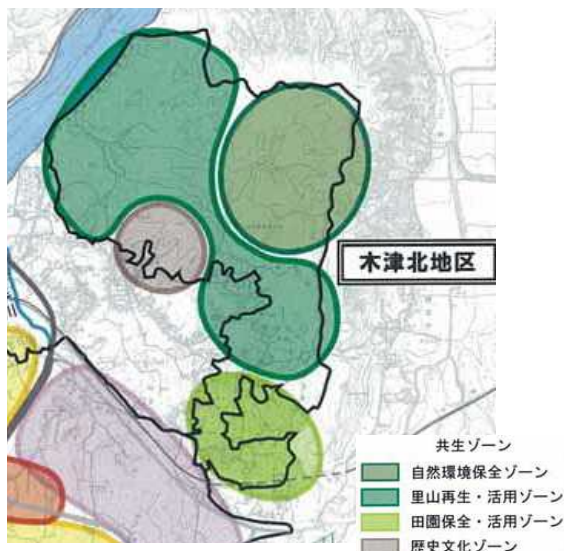 木津北地区
共生ゾーン
自然環境保全ゾーン
里山再生・活用ゾーン
田園保全・活用ゾーン
歴史文化ゾーン